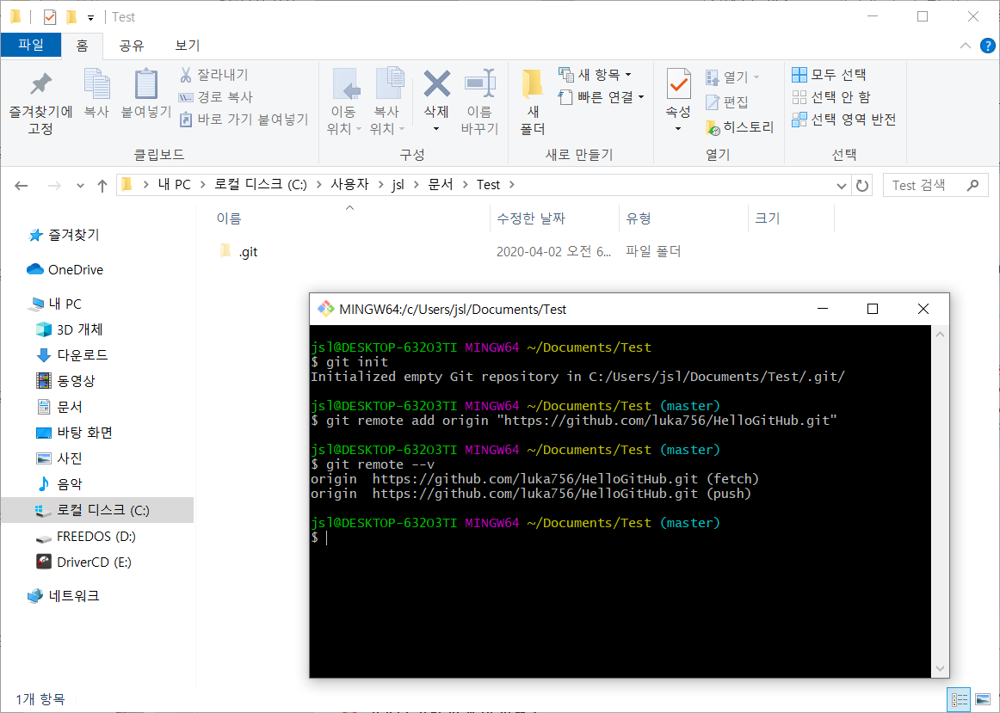 Test
파일 홈 공유 보기
즐겨찾기에 고정
복사
붙여넣기
잘라내기
경로 복사
바로 가기 붙여넣기
클립보드
이동 위치
복사 위치
삭제
이름 바꾸기
구성
새 폴더
새 항목
빠른 연결
새로 만들기
속성
열기
편집
히스토리
열기
모두 선택
선택 안 함
선택 영역 반전
선택
내 PC > 로컬 디스크 (C:) > 사용자 > jsl > 문서 > Test >
Test 검색
이름 수정한 날짜 유형 크기
.git 2020-04-02 오전 6... 파일 폴더
즐겨찾기
OneDrive
내 PC
3D 개체
다운로드
동영상
문서
바탕 화면
사진
음악
로컬 디스크 (C:)
FREEDOS (D:)
DriverCD (E:)
네트워크
MINGW64:/c/Users/jsl/Documents/Test
jsl@DESKTOP-632O3TI MINGW64 ~/Documents/Test
$ git init
Initialized empty Git repository in C:/Users/jsl/Documents/Test/.git/
jsl@DESKTOP-632O3TI MINGW64 ~/Documents/Test (master)
$ git remote add origin "https://github.com/luka756/HelloGitHub.git"
jsl@DESKTOP-632O3TI MINGW64 ~/Documents/Test (master)
$ git remote --v
origin  https://github.com/luka756/HelloGitHub.git (fetch)
origin  https://github.com/luka756/HelloGitHub.git (push)
jsl@DESKTOP-632O3TI MINGW64 ~/Documents/Test (master)
$
1개 항목